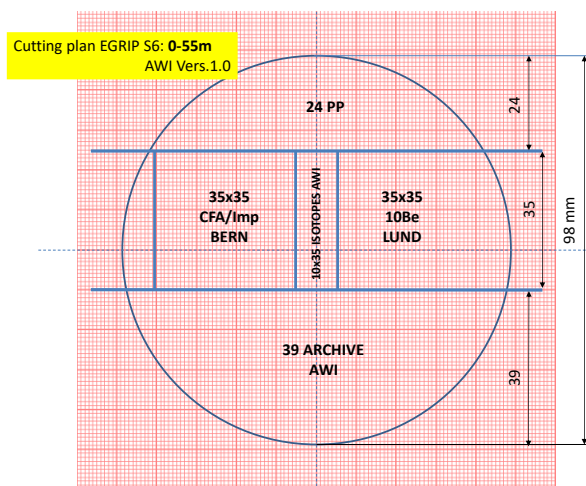 Cutting plan EGRIP S6: 0-55m
AWI Vers.1.0
24 PP
24
35x35
CFA/Imp
BERN
10x35 ISOTOPES AWI
35x35
10Be
LUND
35
98 mm
39 ARCHIVE
AWI
39